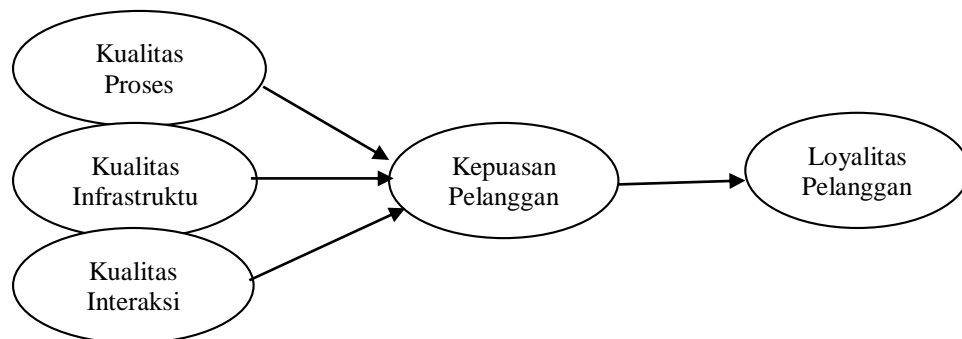 Kualitas
Proses
Kualitas
Infrastruktu
Kualitas
Interaksi
Kepuasan
Pelanggan
Loyalitas
Pelanggan